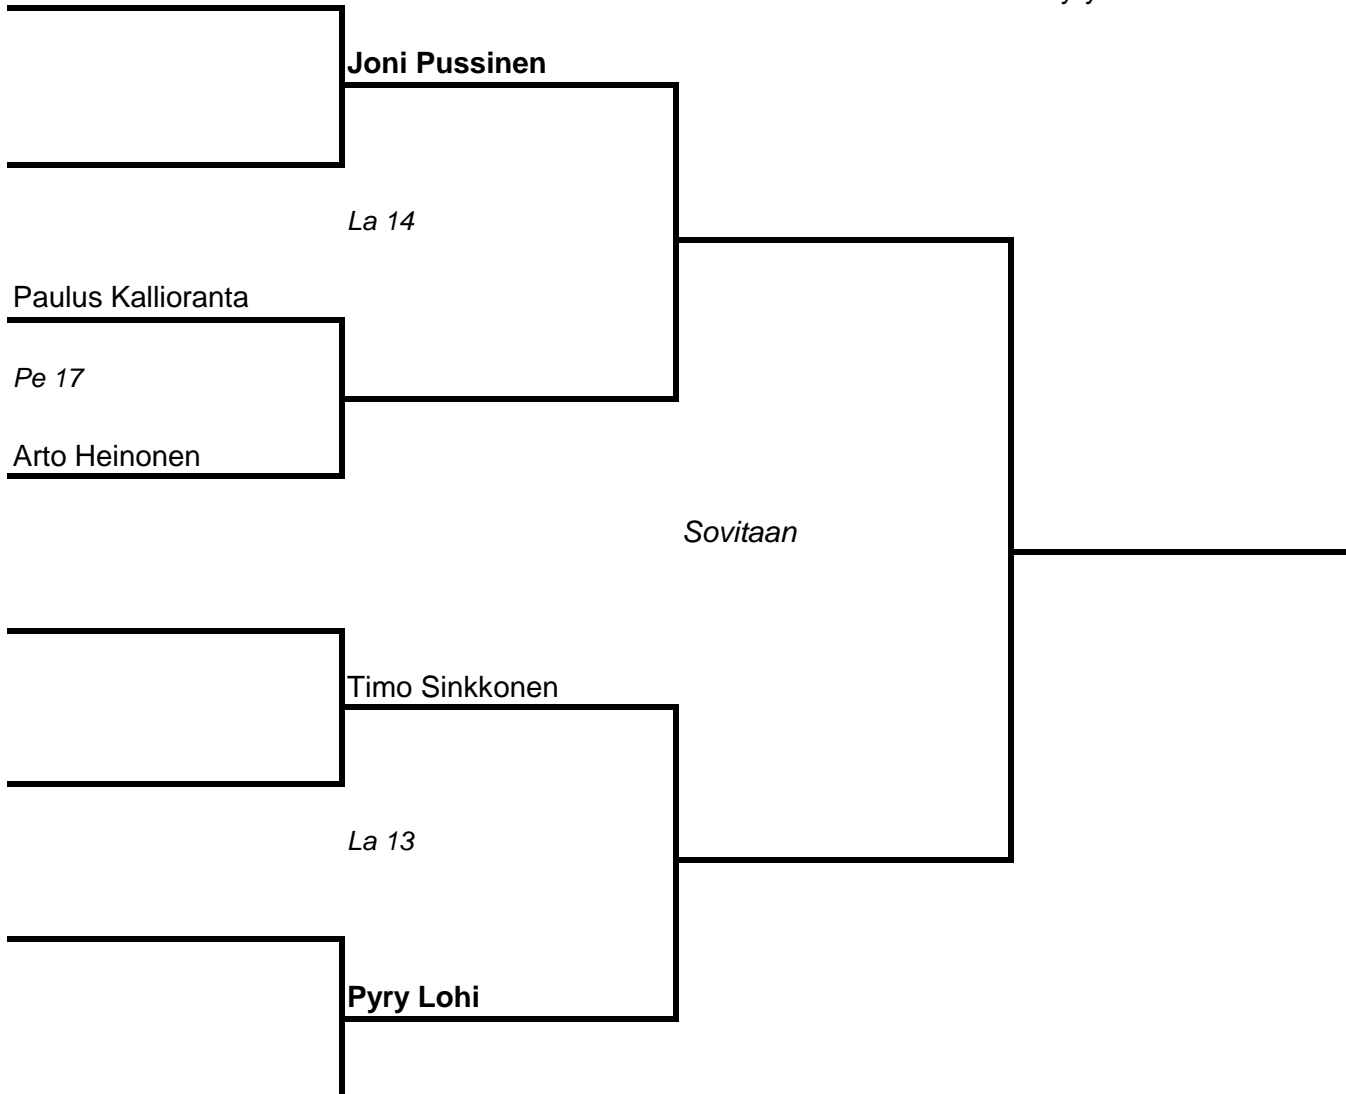 Joni Pussinen
La 14
Paulus Kallioranta
Pe 17
Arto Heinonen
Sovitaan
Timo Sinkkonen
La 13
Pyry Lohi